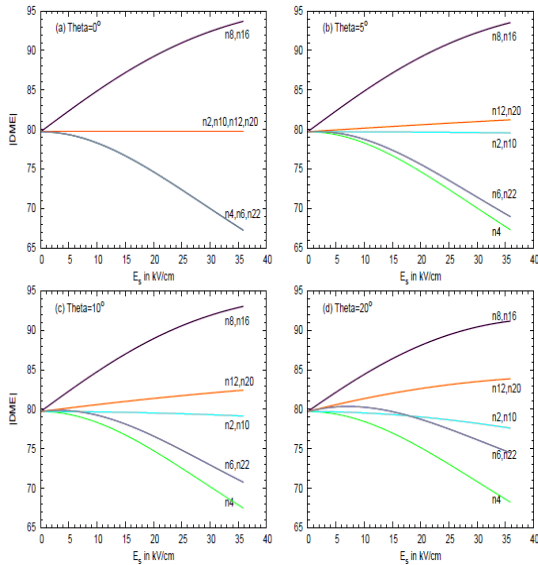 (a) Theta=0°
(b) Theta=5°
95
90
85
80
75
70
65
|DME|
n8,n16
n2,n10,n12,n20
n4,n6,n22
0 5 10 15 20 25 30 35 40
E_s in kV/cm
95
90
85
80
75
70
65
n8,n16
n12,n20
n2,n10
n6,n22
n4
0 5 10 15 20 25 30 35 40
E_s in kV/cm
(c) Theta=10°
(d) Theta=20°
95
90
85
80
75
70
65
|DME|
n8,n16
n12,n20
n2,n10
n6,n22
n4
0 5 10 15 20 25 30 35 40
E_s in kV/cm
95
90
85
80
75
70
65
n8,n16
n12,n20
n2,n10
n6,n22
n4
0 5 10 15 20 25 30 35 40
E_s in kV/cm